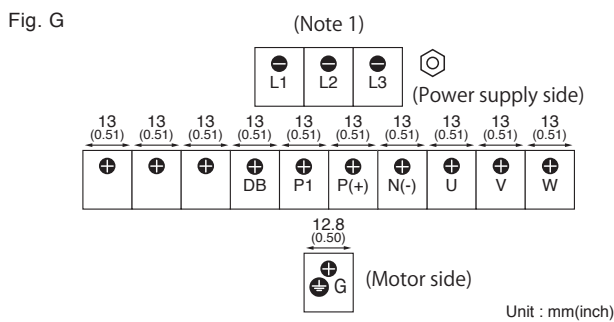 Fig. G
(Note 1)
L1 L2 L3
(Power supply side)
13 13 13 13 13 13 13 13 13 13
(0.51) (0.51) (0.51) (0.51) (0.51) (0.51) (0.51) (0.51) (0.51) (0.51)
DB P1 P(+) N(-) U V W
12.8
(0.50)
G
(Motor side)
Unit : mm(inch)